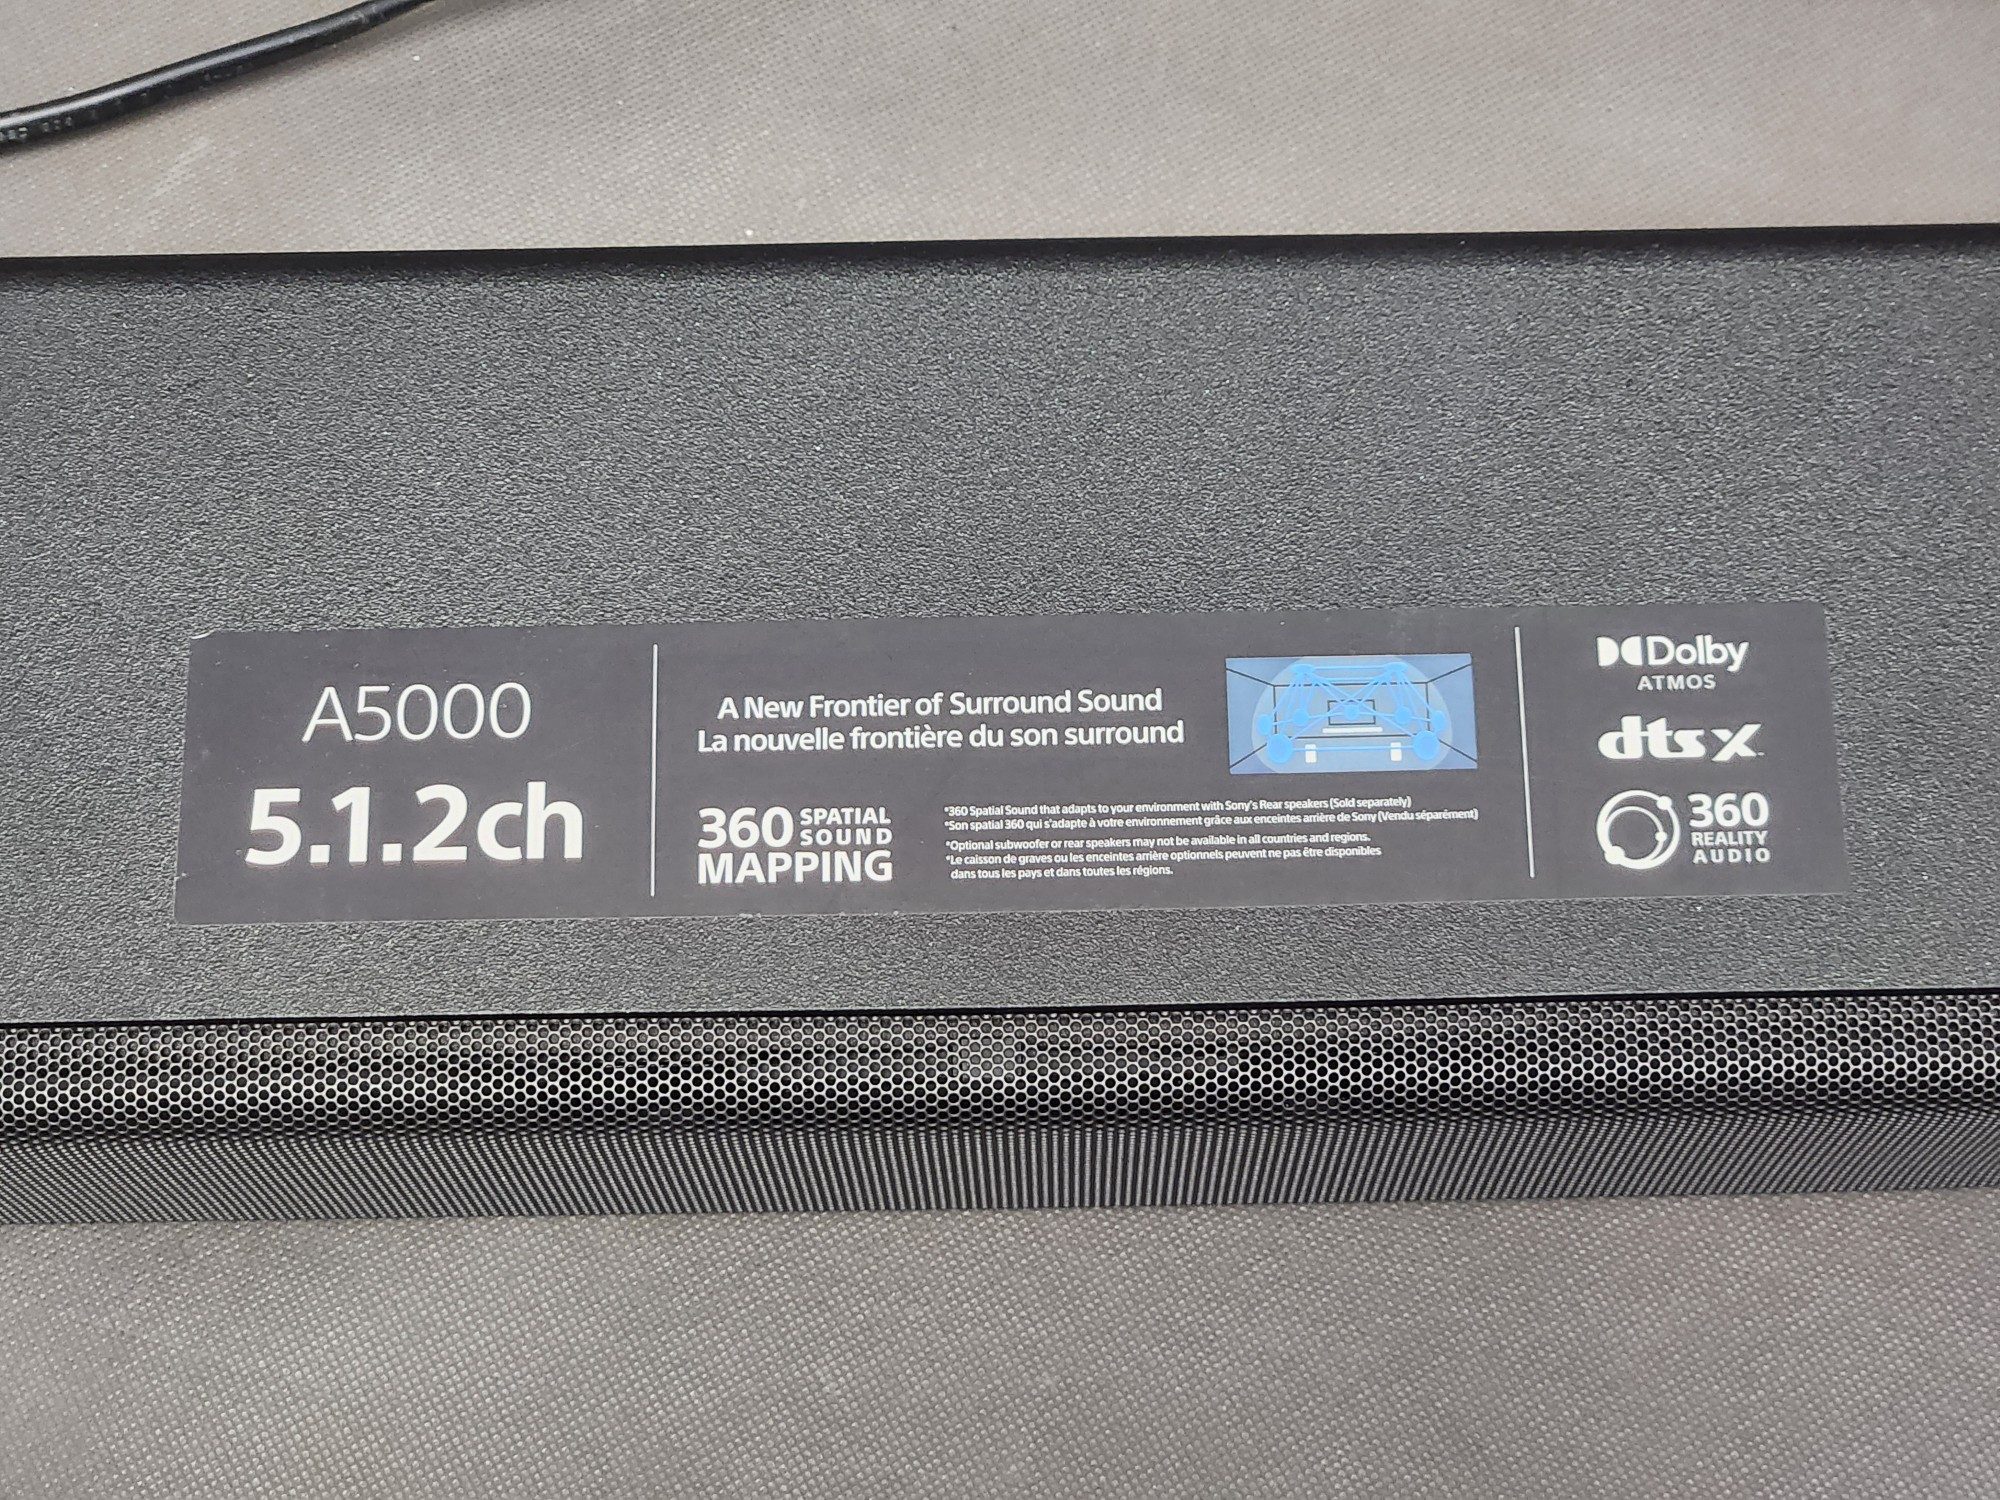 A5000
5.1.2ch
A New Frontier of Surround Sound
La nouvelle frontière du son surround
360 SPATIAL
SOUND
MAPPING
*360 Spatial Sound that adapts to your environment with Sony's Rear speakers (Sold separately)
*Son spatial 360 qui s'adapte à votre environnement grâce aux enceintes arrière de Sony (Vendu séparément)
*Optional subwoofer or rear speakers may not be available in all countries and regions.
*Le caisson de graves ou les enceintes arrière optionnels peuvent ne pas être disponibles
dans tous les pays et dans toutes les régions.
Dolby
ATMOS
dts X
360
REALITY
AUDIO